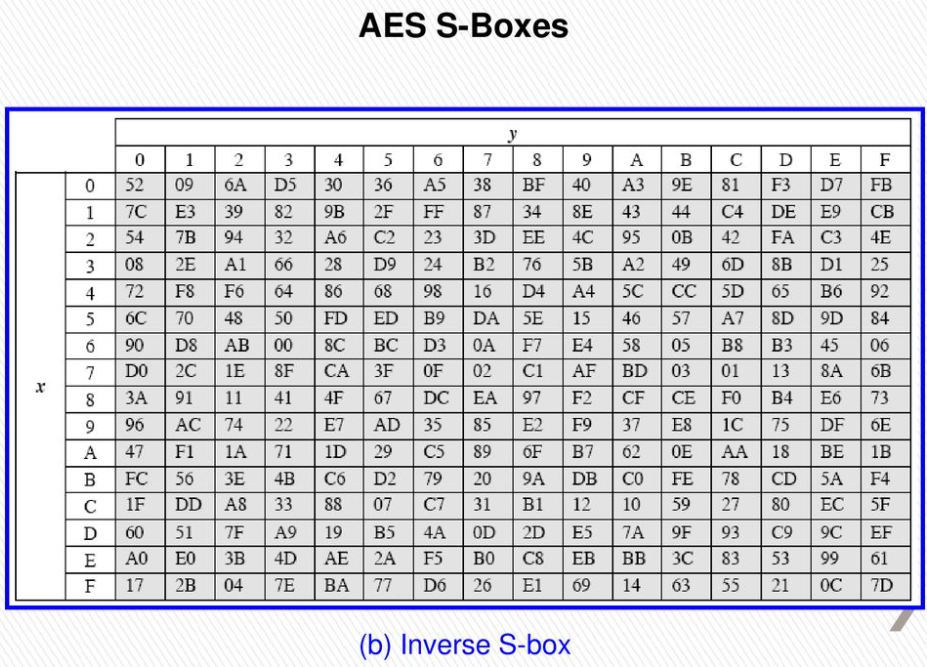 AES S-Boxes
y
0 1 2 3 4 5 6 7 8 9 A B C D E F
0 52 09 6A D5 30 36 A5 38 BF 40 A3 9E 81 F3 D7 FB
1 7C E3 39 82 9B 2F FF 87 34 8E 43 44 C4 DE E9 CB
2 54 7B 94 32 A6 C2 23 3D EE 4C 95 0B 42 FA C3 4E
3 08 2E A1 66 28 D9 24 B2 76 5B A2 49 6D 8B D1 25
4 72 F8 F6 64 86 68 98 16 D4 A4 5C CC 5D 65 B6 92
5 6C 70 48 50 FD ED B9 DA 5E 15 46 57 A7 8D 9D 84
6 90 D8 AB 00 8C BC D3 0A F7 E4 58 05 B8 B3 45 06
7 D0 2C 1E 8F CA 3F 0F 02 C1 AF BD 03 01 13 8A 6B
x
8 3A 91 11 41 4F 67 DC EA 97 F2 CF CE F0 B4 E6 73
9 96 AC 74 22 E7 AD 35 85 E2 F9 37 E8 1C 75 DF 6E
A 47 F1 1A 71 1D 29 C5 89 6F B7 62 0E AA 18 BE 1B
B FC 56 3E 4B C6 D2 79 20 9A DB C0 FE 78 CD 5A F4
C 1F DD A8 33 88 07 C7 31 B1 12 10 59 27 80 EC 5F
D 60 51 7F A9 19 B5 4A 0D 2D E5 7A 9F 93 C9 9C EF
E A0 E0 3B 4D AE 2A F5 B0 C8 EB BB 3C 83 53 99 61
F 17 2B 04 7E BA 77 D6 26 E1 69 14 63 55 21 0C 7D
(b) Inverse S-box